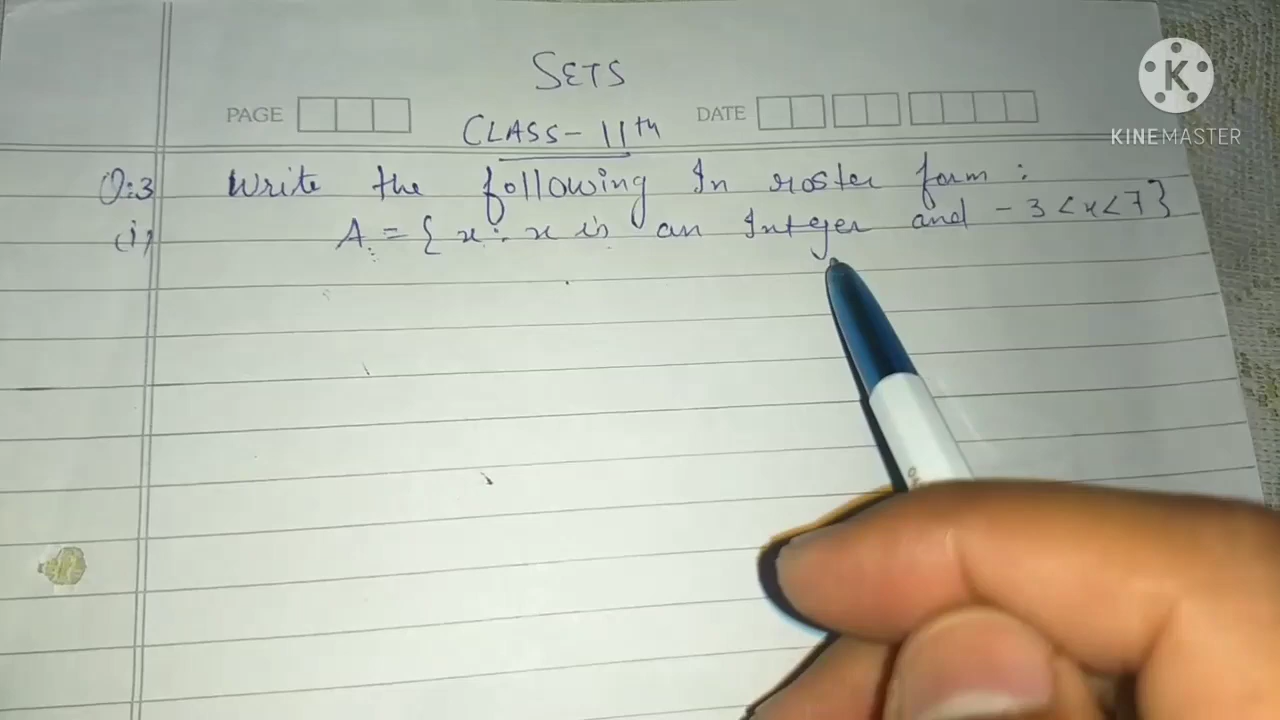 SETS
PAGE
DATE
CLASS-11th
KINEMASTER
Q:3 Write the following In roster form:
(i) A = { x : x is an Integer and -3 < x < 7 }